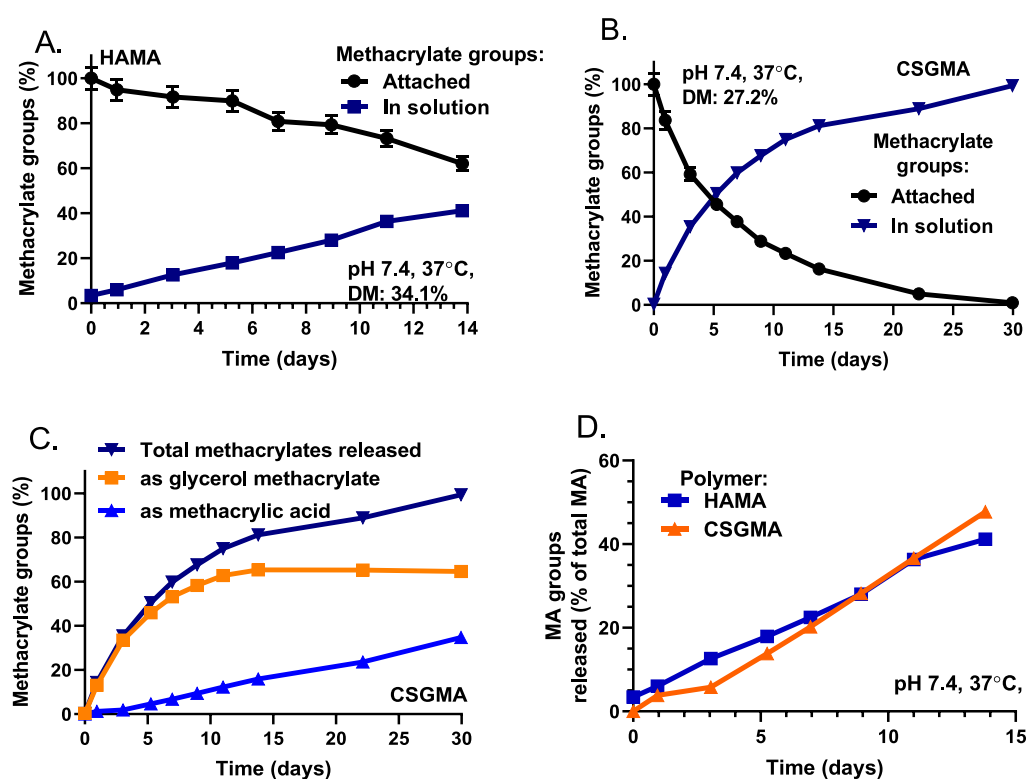 A.
HAMA
Methacrylate groups:
Attached
In solution
Methacrylate groups (%)
100
80
60
40
20
0
pH 7.4, 37°C,
DM: 34.1%
0 2 4 6 8 10 12 14
Time (days)
B.
CSGMA
pH 7.4, 37°C,
DM: 27.2%
Methacrylate
groups:
Attached
In solution
Methacrylate groups (%)
100
80
60
40
20
0
0 5 10 15 20 25 30
Time (days)
C.
Total methacrylates released
as glycerol methacrylate
as methacrylic acid
Methacrylate groups (%)
100
80
60
40
20
0
CSGMA
0 5 10 15 20 25 30
Time (days)
D.
Polymer:
HAMA
CSGMA
MA groups
released (% of total MA)
60
40
20
0
pH 7.4, 37°C,
0 5 10 15
Time (days)